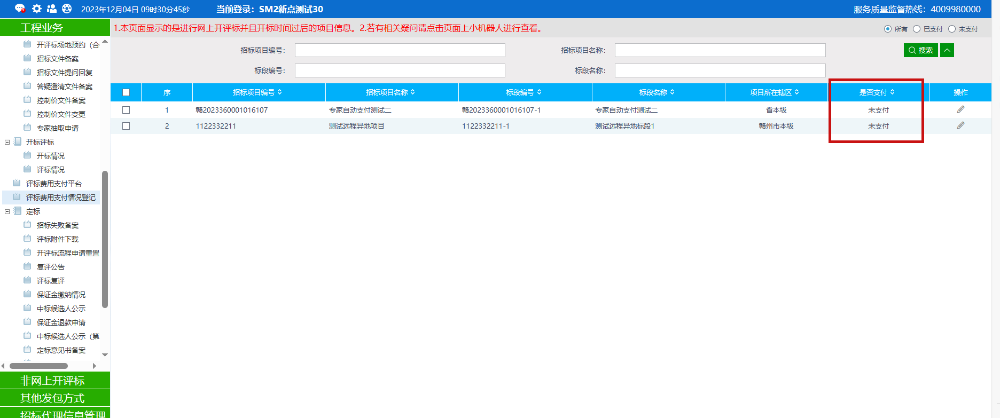 2023年12月04日 09时30分45秒 当前登录：SM2新点测试30 服务质量监督热线：4009980000
工程业务
开评标场地预约（合
招标文件备案
招标文件提问回复
答疑澄清文件备案
控制价文件备案
控制价文件变更
专家抽取申请
开标评标
开标情况
评标情况
评标费用支付平台
评标费用支付情况登记
定标
招标失败备案
评标附件下载
开评标流程申请重置
复评公告
评标复评
保证金缴纳情况
中标候选人公示
保证金退款申请
中标候选人公示（第
定标意见书备案
非网上开评标
其他发包方式
招标代理信息管理
1.本页面显示的是进行网上开评标并且开标时间过后的项目信息。2.若有相关疑问请点击页面上小机器人进行查看。
所有 已支付 未支付
招标项目编号： 招标项目名称： 搜索
标段编号： 标段名称：
序 招标项目编号 招标项目名称 标段编号 标段名称 项目所在辖区 是否支付 操作
1 赣2023360001016107 专家自动支付测试二 赣2023360001016107-1 专家自动支付测试二 省本级 未支付
2 1122332211 测试远程异地项目 1122332211-1 测试远程异地标段1 赣州市本级 未支付